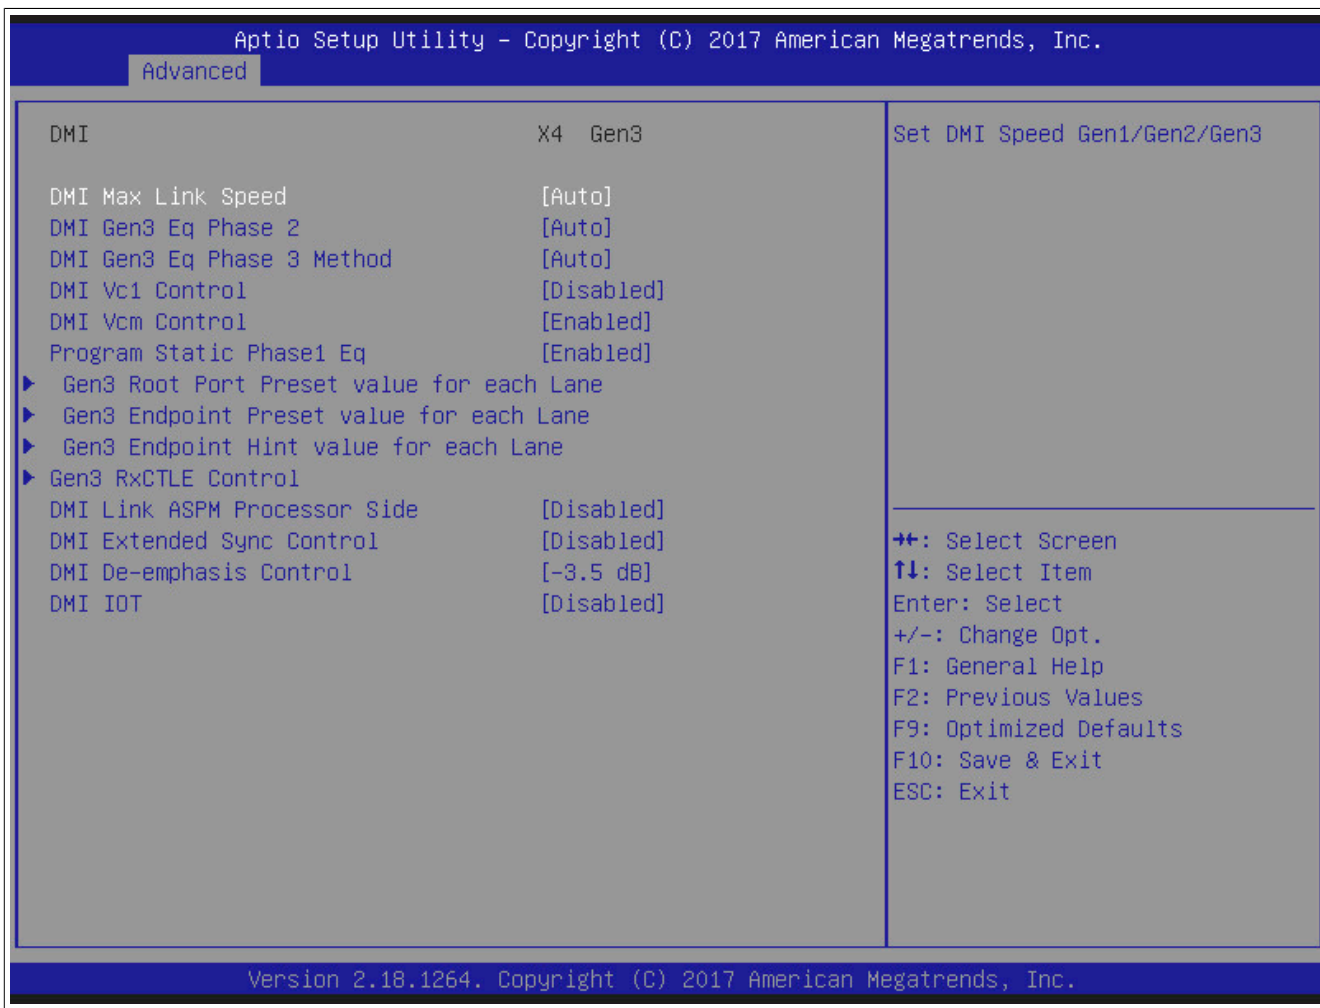 Aptio Setup Utility – Copyright (C) 2017 American Megatrends, Inc.
Advanced
DMI X4 Gen3
DMI Max Link Speed [Auto]
DMI Gen3 Eq Phase 2 [Auto]
DMI Gen3 Eq Phase 3 Method [Auto]
DMI Vc1 Control [Disabled]
DMI Vcm Control [Enabled]
Program Static Phase1 Eq [Enabled]
Gen3 Root Port Preset value for each Lane
Gen3 Endpoint Preset value for each Lane
Gen3 Endpoint Hint value for each Lane
Gen3 RxCTLE Control
DMI Link ASPM Processor Side [Disabled]
DMI Extended Sync Control [Disabled]
DMI De-emphasis Control [-3.5 dB]
DMI IOT [Disabled]
Set DMI Speed Gen1/Gen2/Gen3
→←: Select Screen
↑↓: Select Item
Enter: Select
+/-: Change Opt.
F1: General Help
F2: Previous Values
F9: Optimized Defaults
F10: Save & Exit
ESC: Exit
Version 2.18.1264. Copyright (C) 2017 American Megatrends, Inc.